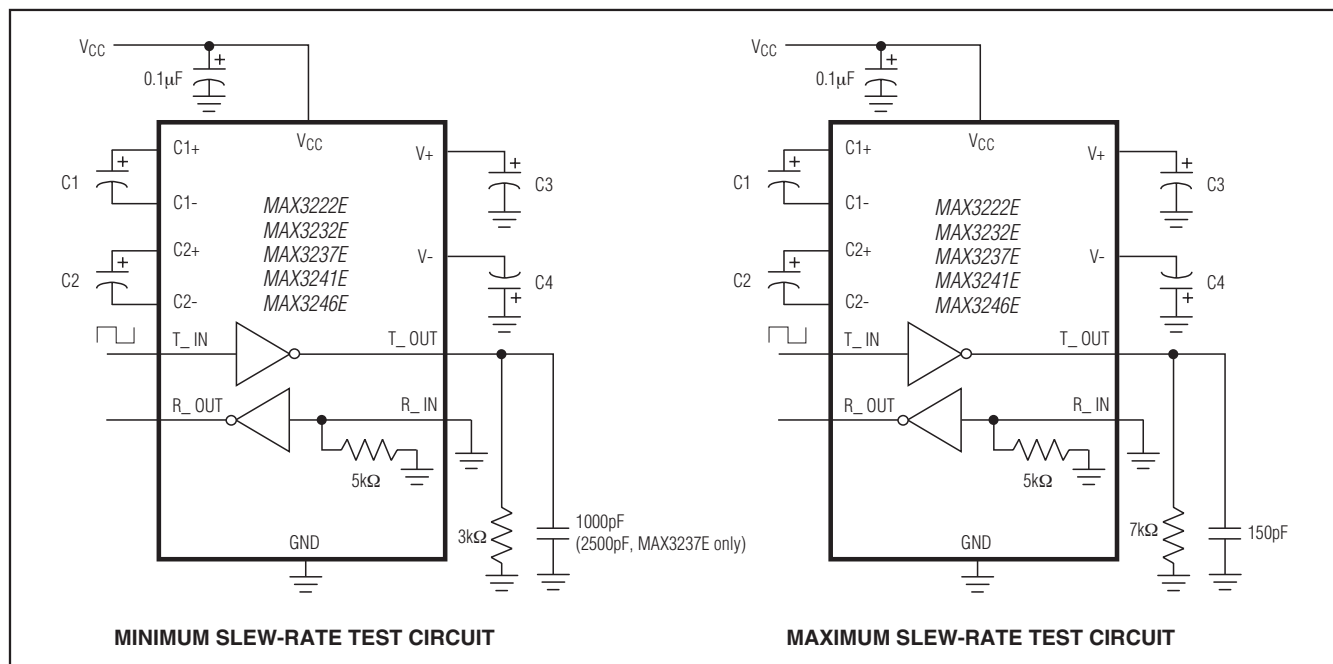 VCC
+
0.1μF
VCC
C1+
+
C1
C1-
C2+
+
C2
C2-
V+
+
C3
V-
C4
+
MAX3222E
MAX3232E
MAX3237E
MAX3241E
MAX3246E
T_ IN
T_ OUT
R_ OUT
R_ IN
5kΩ
3kΩ
1000pF
(2500pF, MAX3237E only)
GND
MINIMUM SLEW-RATE TEST CIRCUIT
VCC
+
0.1μF
VCC
C1+
+
C1
C1-
C2+
+
C2
C2-
V+
+
C3
V-
C4
+
MAX3222E
MAX3232E
MAX3237E
MAX3241E
MAX3246E
T_ IN
T_ OUT
R_ OUT
R_ IN
5kΩ
7kΩ
150pF
GND
MAXIMUM SLEW-RATE TEST CIRCUIT